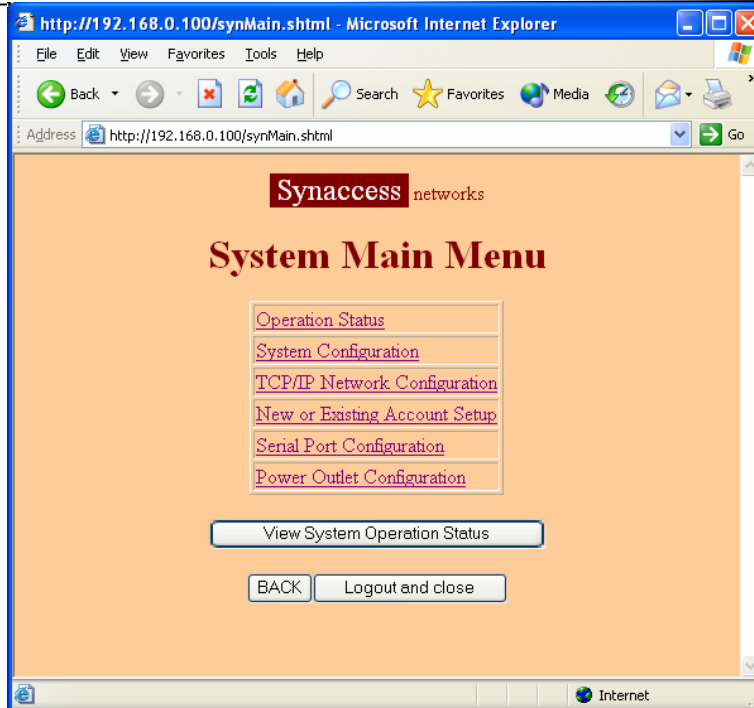 http://192.168.0.100/synMain.shtml - Microsoft Internet Explorer
File Edit View Favorites Tools Help
Back Search Favorites Media
Address http://192.168.0.100/synMain.shtml Go
Synaccess networks
System Main Menu
Operation Status
System Configuration
TCP/IP Network Configuration
New or Existing Account Setup
Serial Port Configuration
Power Outlet Configuration
View System Operation Status
BACK Logout and close
Internet